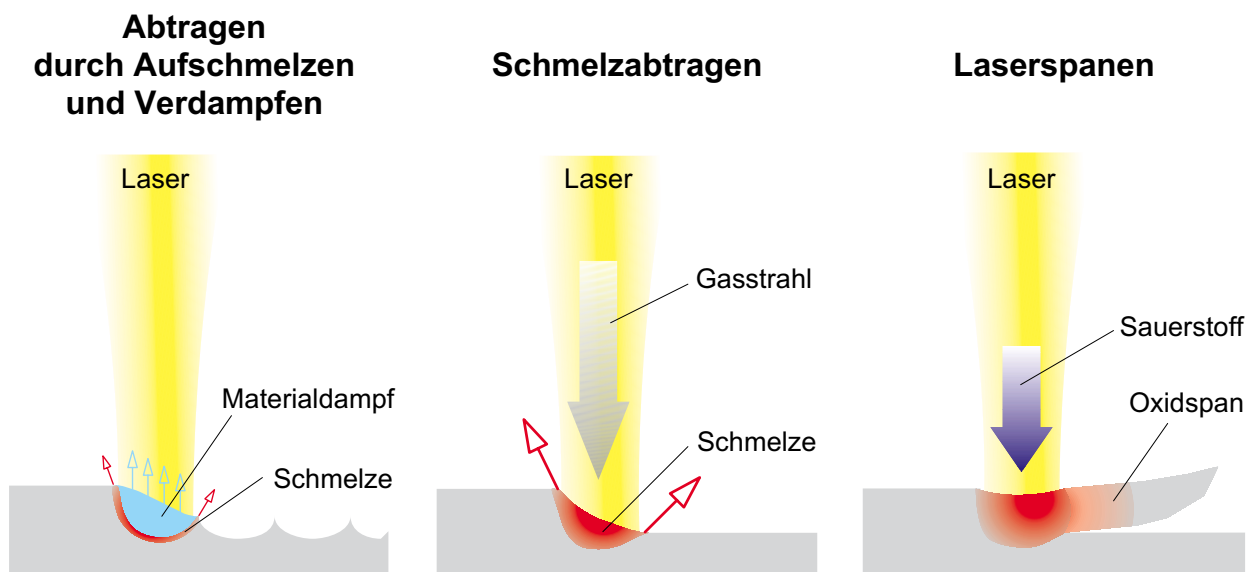 Abtragen
durch Aufschmelzen
und Verdampfen
Laser
Materialdampf
Schmelze
Schmelzabtragen
Laser
Gasstrahl
Schmelze
Laserspanen
Laser
Sauerstoff
Oxidspan